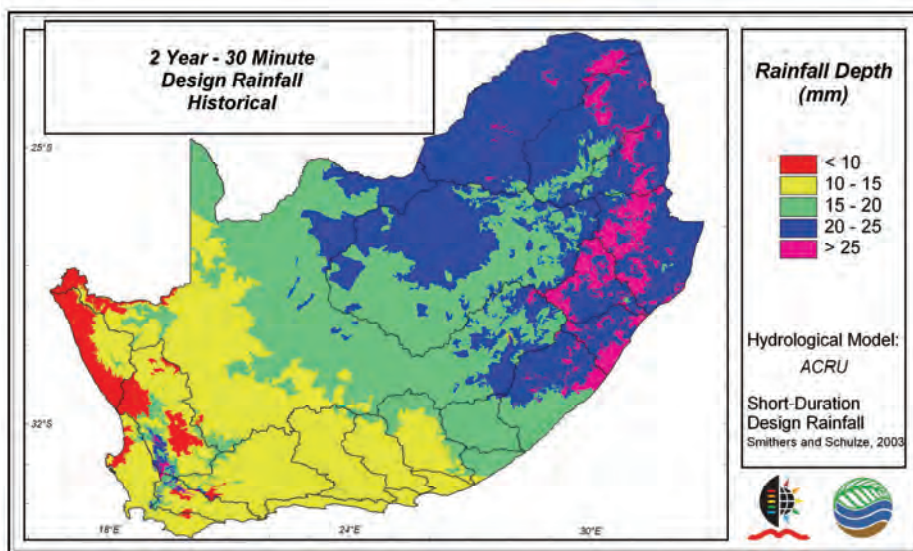 2 Year - 30 Minute
Design Rainfall
Historical
Rainfall Depth
(mm)
< 10
10 - 15
15 - 20
20 - 25
> 25
Hydrological Model:
ACRU
Short-Duration
Design Rainfall
Smithers and Schulze, 2003
25°S
32°S
18°E
24°E
30°E